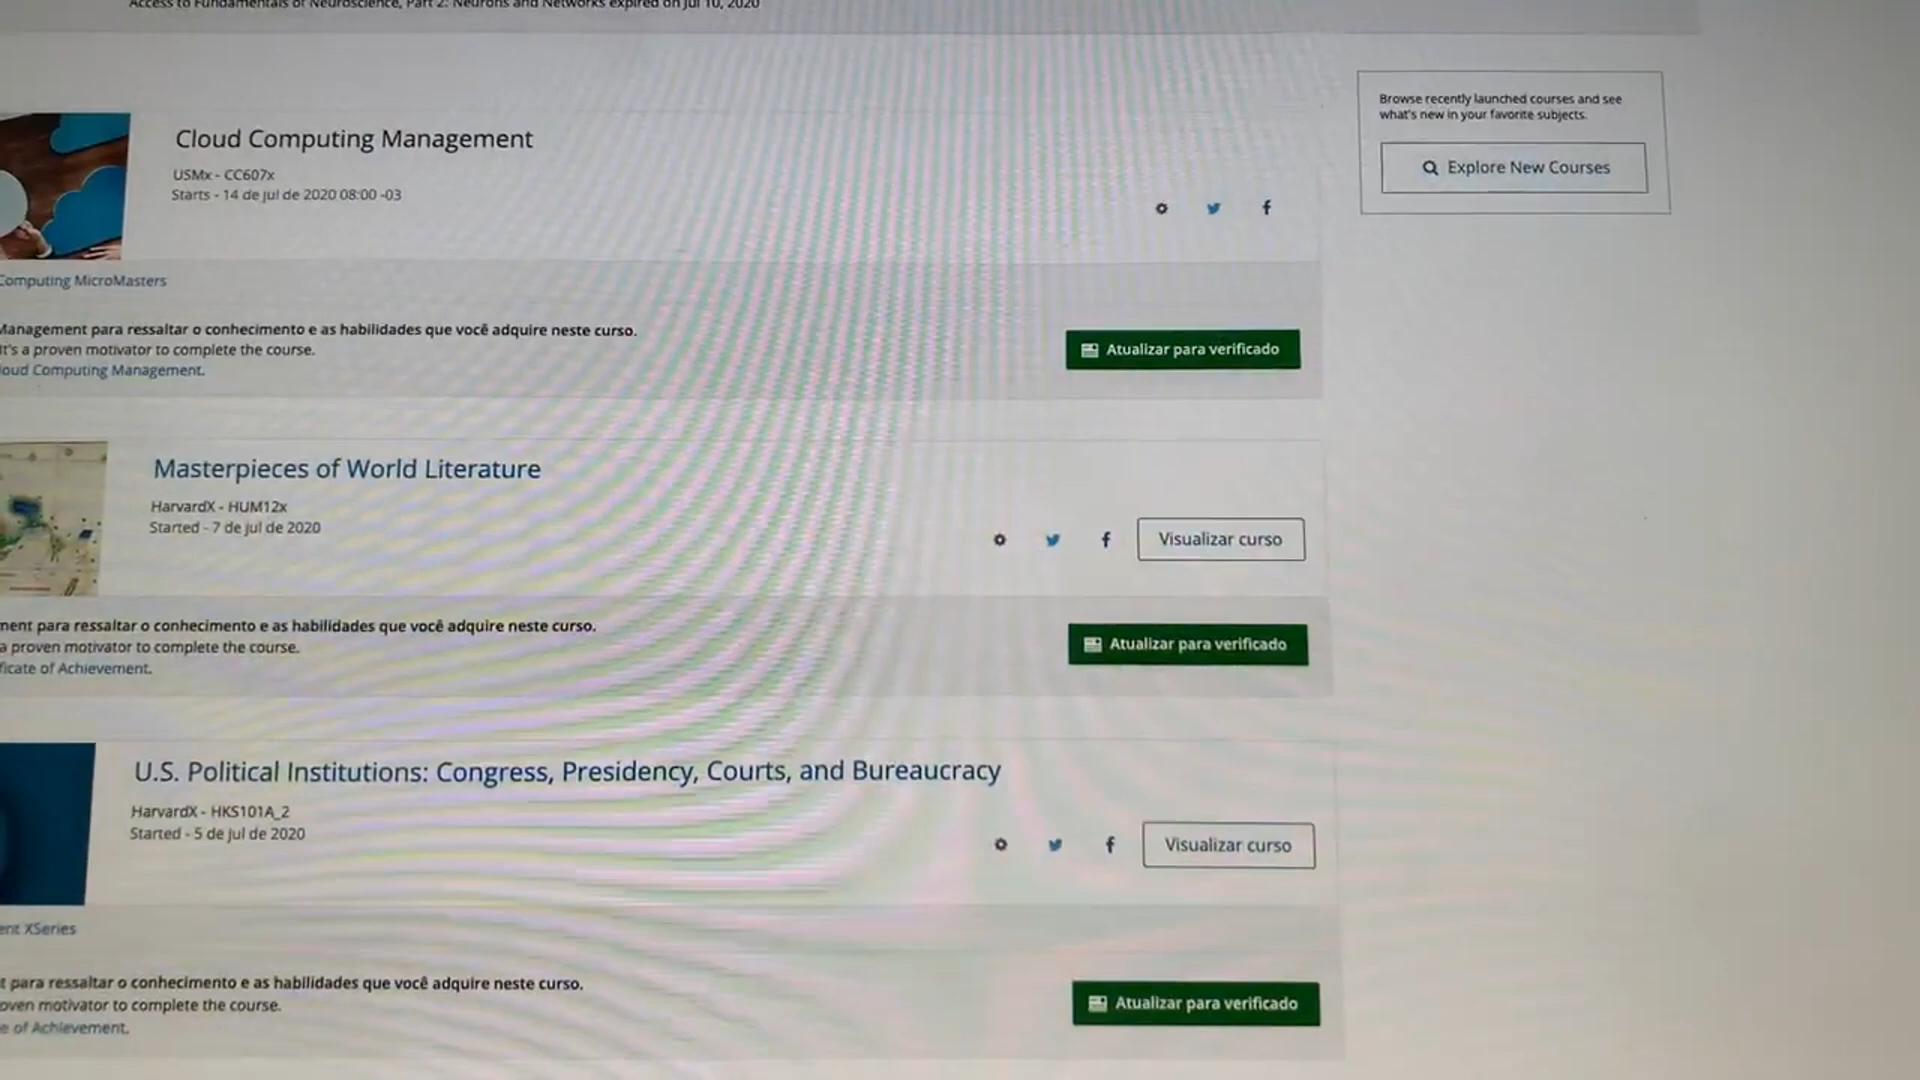 Access to Fundamentals of Neuroscience, Part 2: Neurons and Networks expired on Jul 10, 2020
Browse recently launched courses and see
what's new in your favorite subjects.
Explore New Courses
Cloud Computing Management
USMx - CC607x
Starts - 14 de jul de 2020 08:00 -03
Computing MicroMasters
Management para ressaltar o conhecimento e as habilidades que você adquire neste curso.
It's a proven motivator to complete the course.
loud Computing Management.
Atualizar para verificado
Masterpieces of World Literature
HarvardX - HUM12x
Started - 7 de jul de 2020
Visualizar curso
ment para ressaltar o conhecimento e as habilidades que você adquire neste curso.
a proven motivator to complete the course.
ficate of Achievement.
Atualizar para verificado
U.S. Political Institutions: Congress, Presidency, Courts, and Bureaucracy
HarvardX - HKS101A_2
Started - 5 de jul de 2020
Visualizar curso
ent XSeries
t para ressaltar o conhecimento e as habilidades que você adquire neste curso.
oven motivator to complete the course.
e of Achievement.
Atualizar para verificado